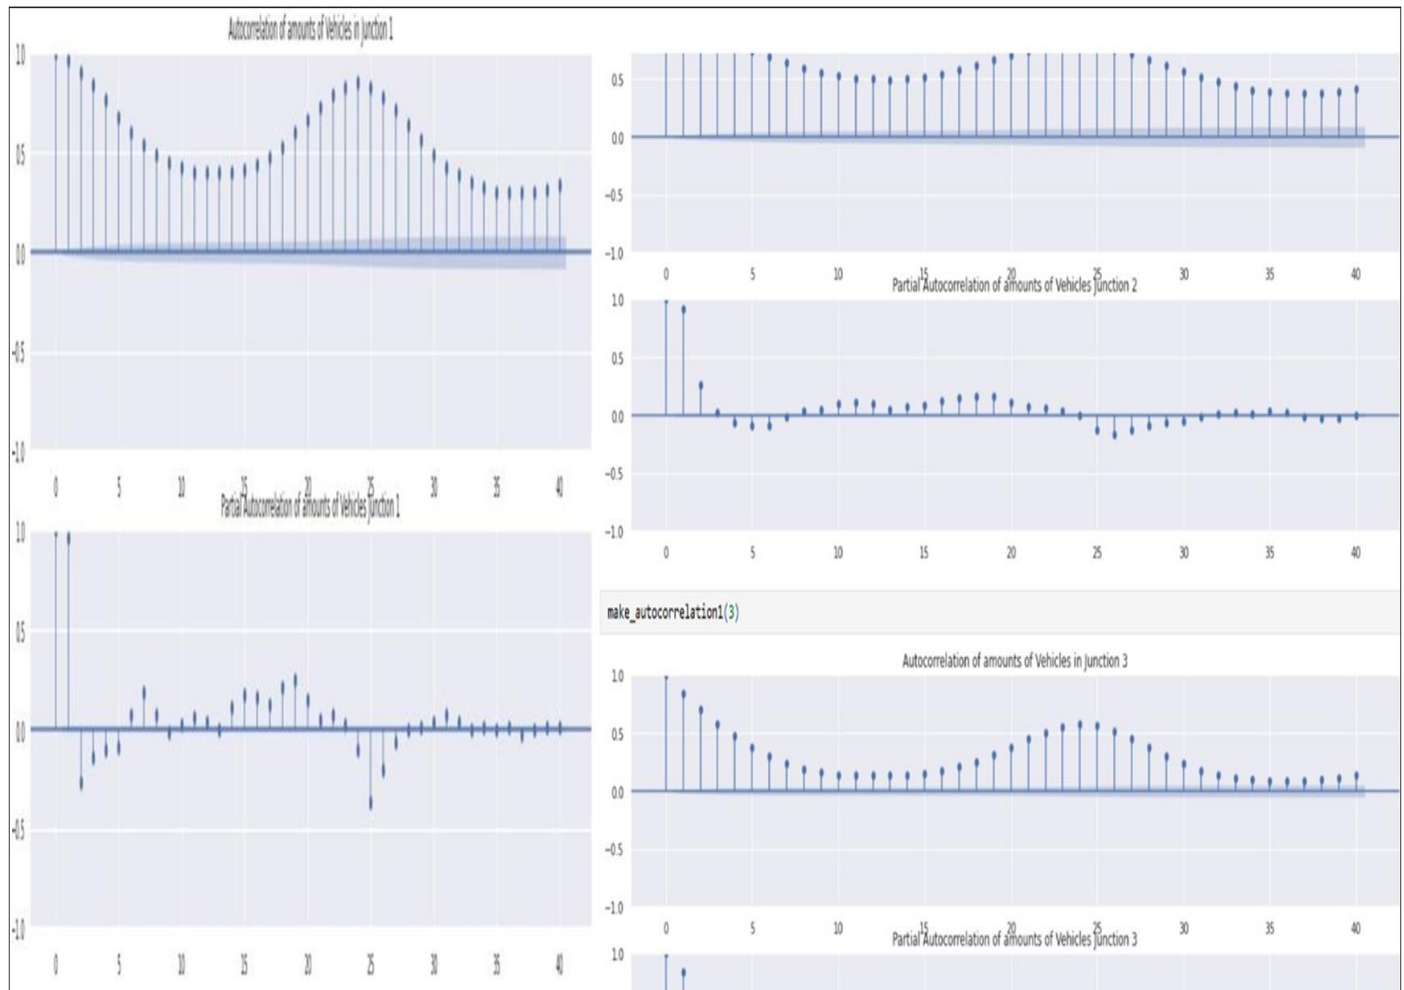 Autocorrelation of amounts of Vehicles in Junction 1
1.0
0.5
0.0
-0.5
-1.0
0 5 10 15 20 25 30 35 40
Partial Autocorrelation of amounts of Vehicles Junction 1
1.0
0.5
0.0
-0.5
-1.0
0 5 10 15 20 25 30 35 40
0.5
0.0
-0.5
-1.0
0 5 10 15 20 25 30 35 40
Partial Autocorrelation of amounts of Vehicles Junction 2
1.0
0.5
0.0
-0.5
-1.0
0 5 10 15 20 25 30 35 40
make_autocorrelation1(3)
Autocorrelation of amounts of Vehicles in Junction 3
1.0
0.5
0.0
-0.5
-1.0
0 5 10 15 20 25 30 35 40
Partial Autocorrelation of amounts of Vehicles Junction 3
1.0